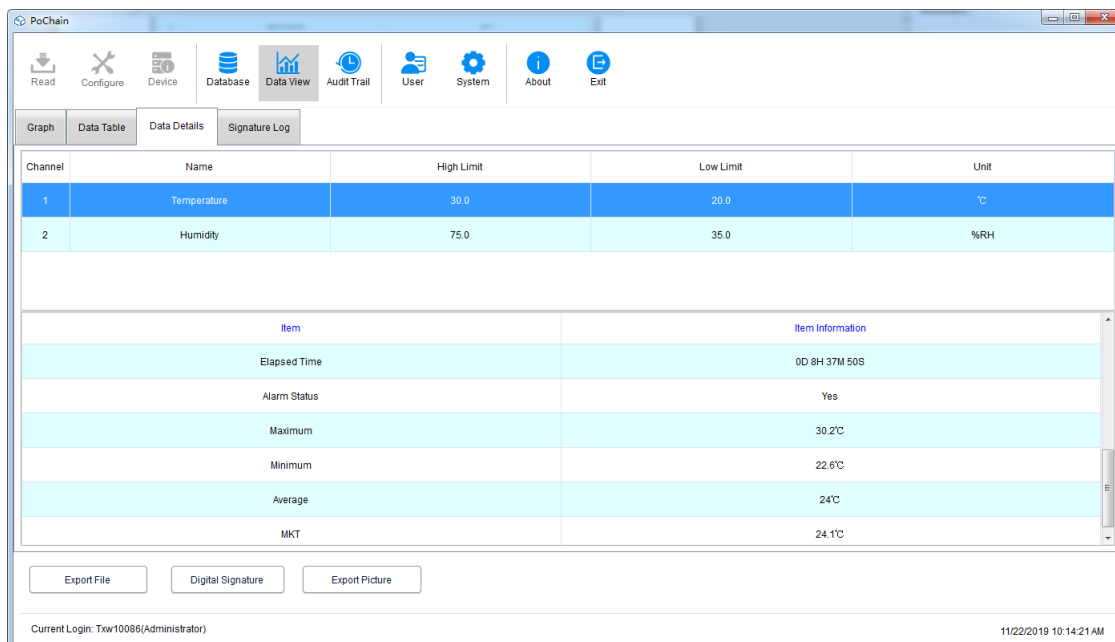 PoChain
Read Configure Device Database Data View Audit Trail User System About Exit
Graph Data Table Data Details Signature Log
Channel Name High Limit Low Limit Unit
1 Temperature 30.0 20.0 ℃
2 Humidity 75.0 35.0 %RH
Item Item Information
Elapsed Time 0D 8H 37M 50S
Alarm Status Yes
Maximum 30.2℃
Minimum 22.6℃
Average 24℃
MKT 24.1℃
Export File Digital Signature Export Picture
Current Login: Txw10086(Administrator) 11/22/2019 10:14:21 AM